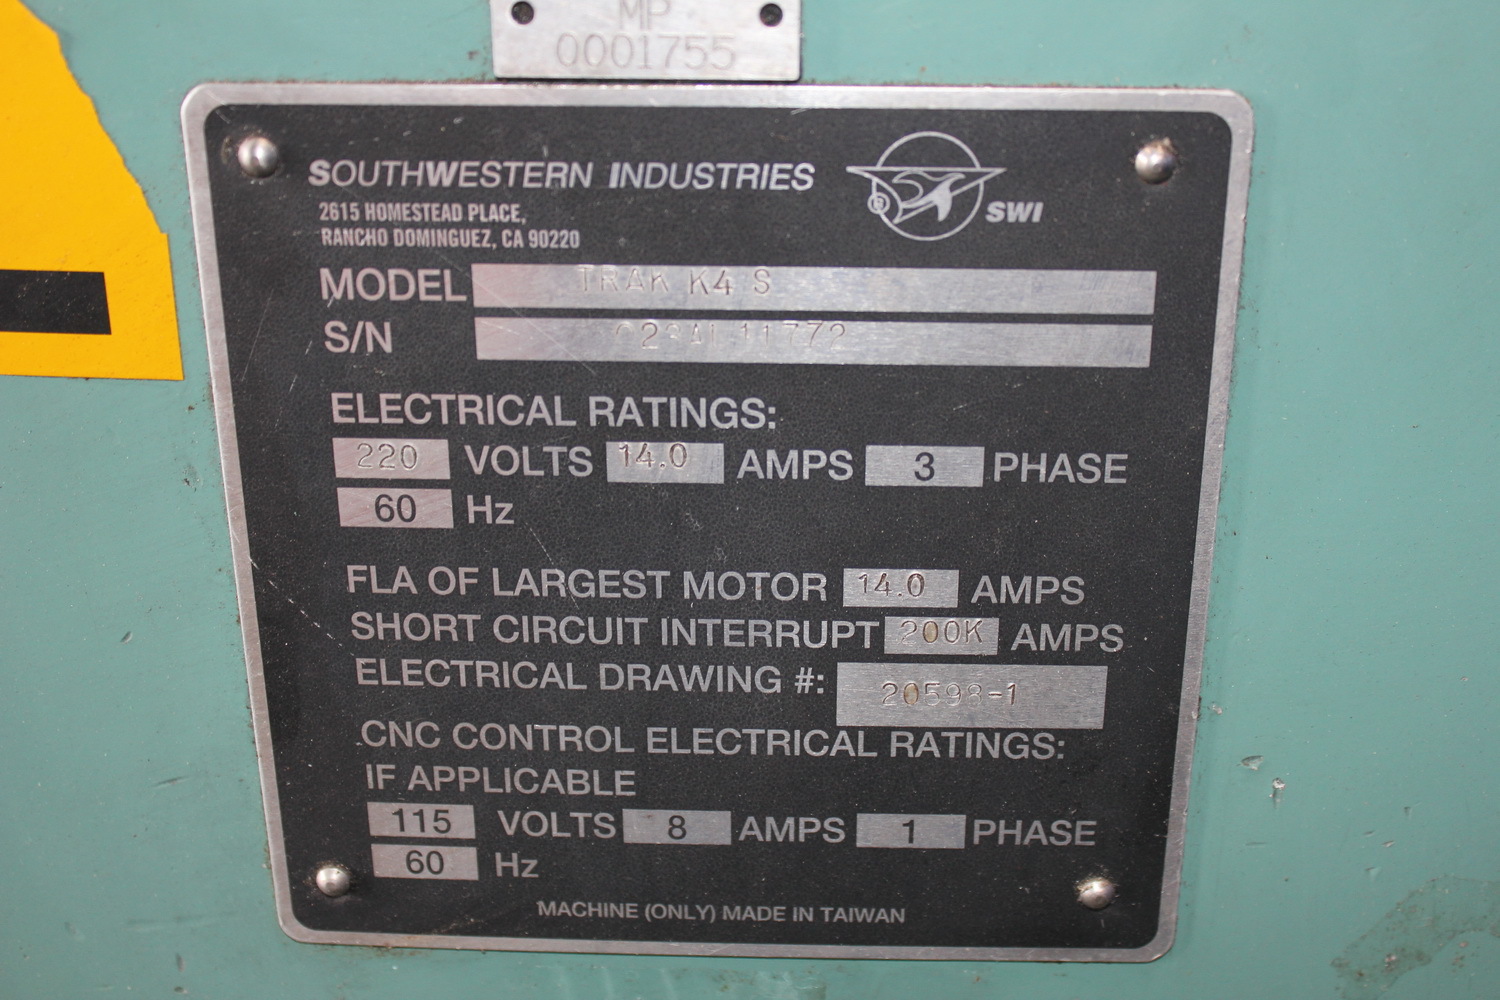 MP
0001755
SOUTHWESTERN INDUSTRIES
2615 HOMESTEAD PLACE,
RANCHO DOMINGUEZ, CA 90220
® SWI
MODEL TRAK K4 S
S/N
ELECTRICAL RATINGS:
220 VOLTS 14.0 AMPS 3 PHASE
60 Hz
FLA OF LARGEST MOTOR 14.0 AMPS
SHORT CIRCUIT INTERRUPT 200K AMPS
ELECTRICAL DRAWING #: 20598-1
CNC CONTROL ELECTRICAL RATINGS:
IF APPLICABLE
115 VOLTS 8 AMPS 1 PHASE
60 Hz
MACHINE (ONLY) MADE IN TAIWAN